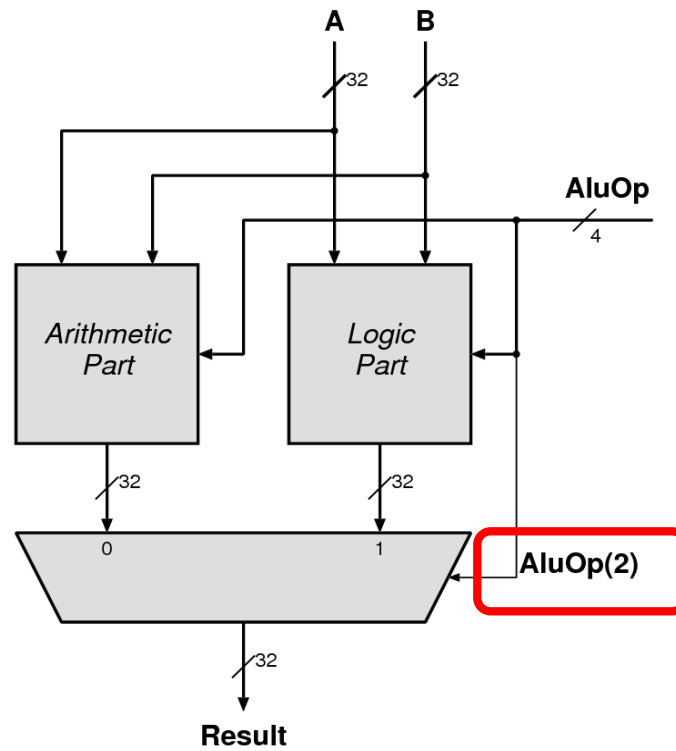 A
B
32
32
AluOp
4
Arithmetic
Part
Logic
Part
32
32
0
1
AluOp(2)
32
Result